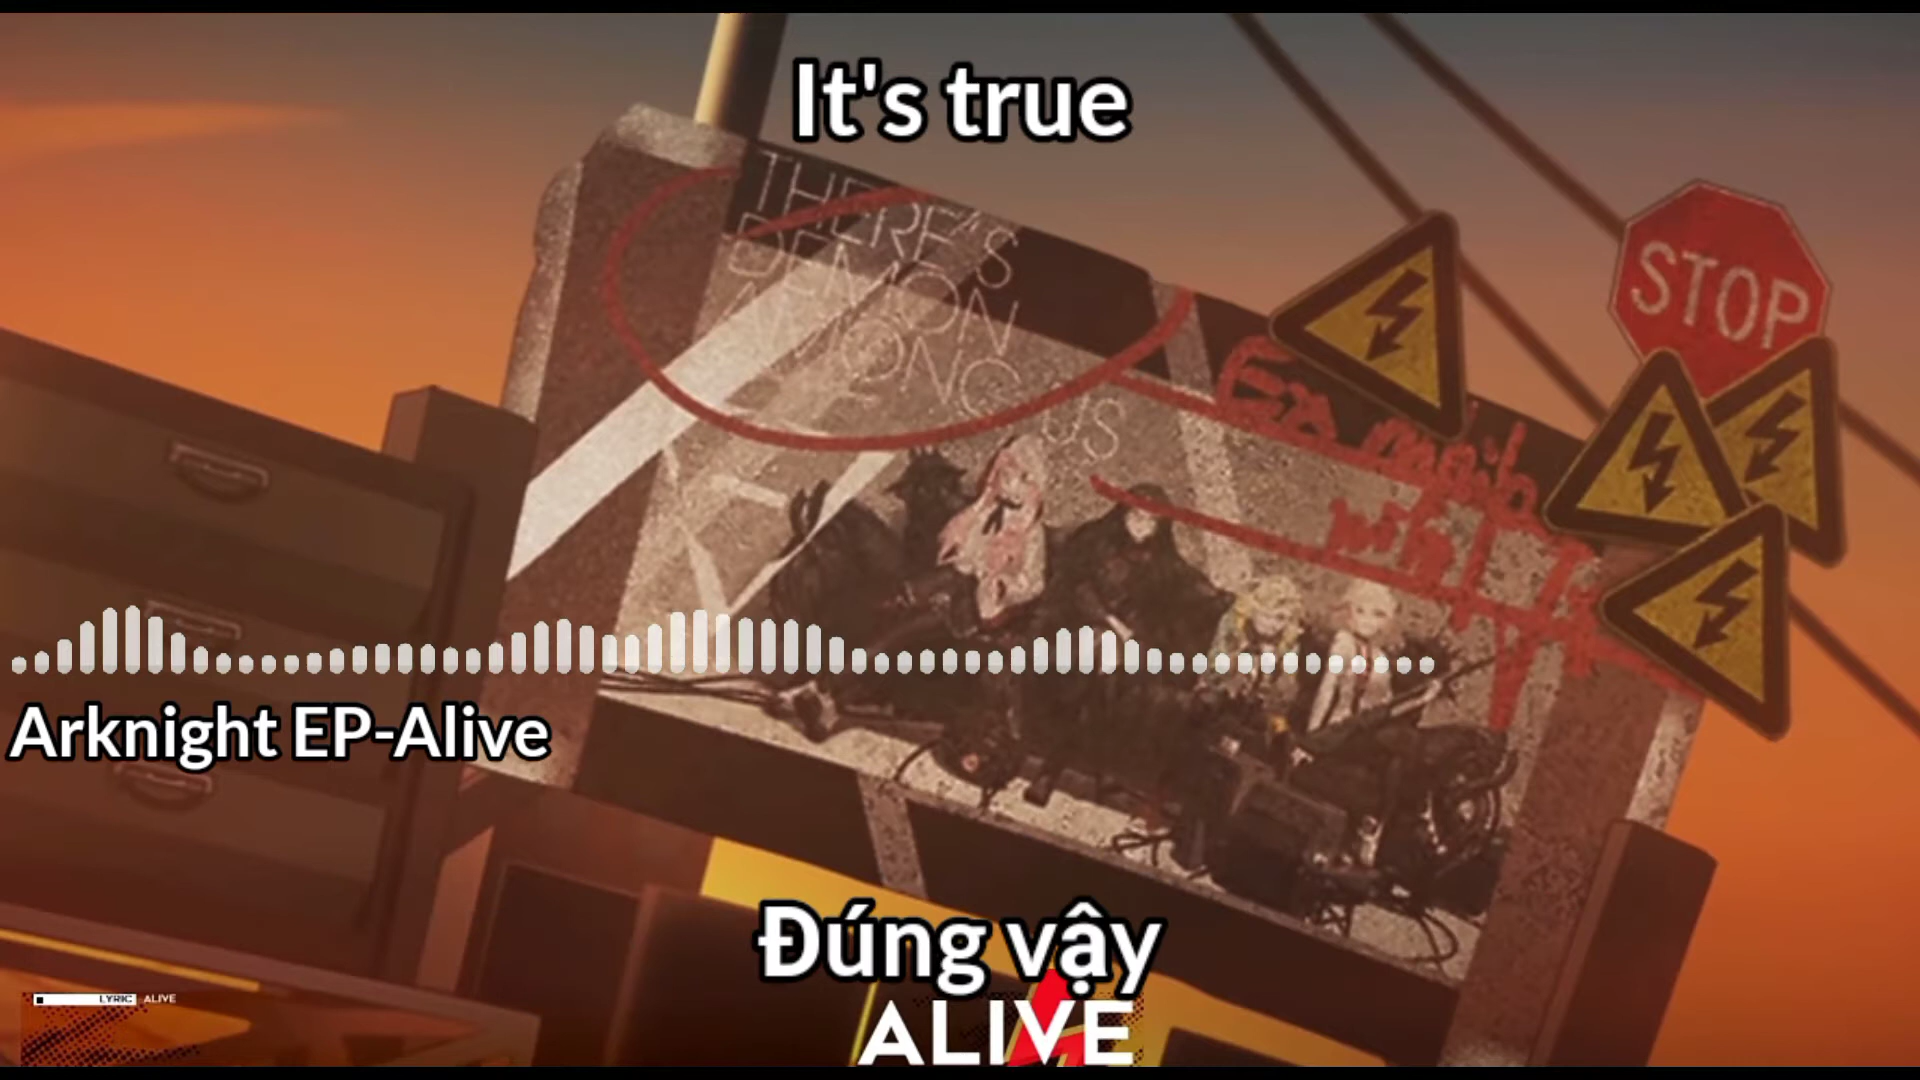 It's true
THERE'S
DEMON
AMONG US
STOP
Arknight EP-Alive
Đúng vậy
LYRIC ALIVE
ALIVE